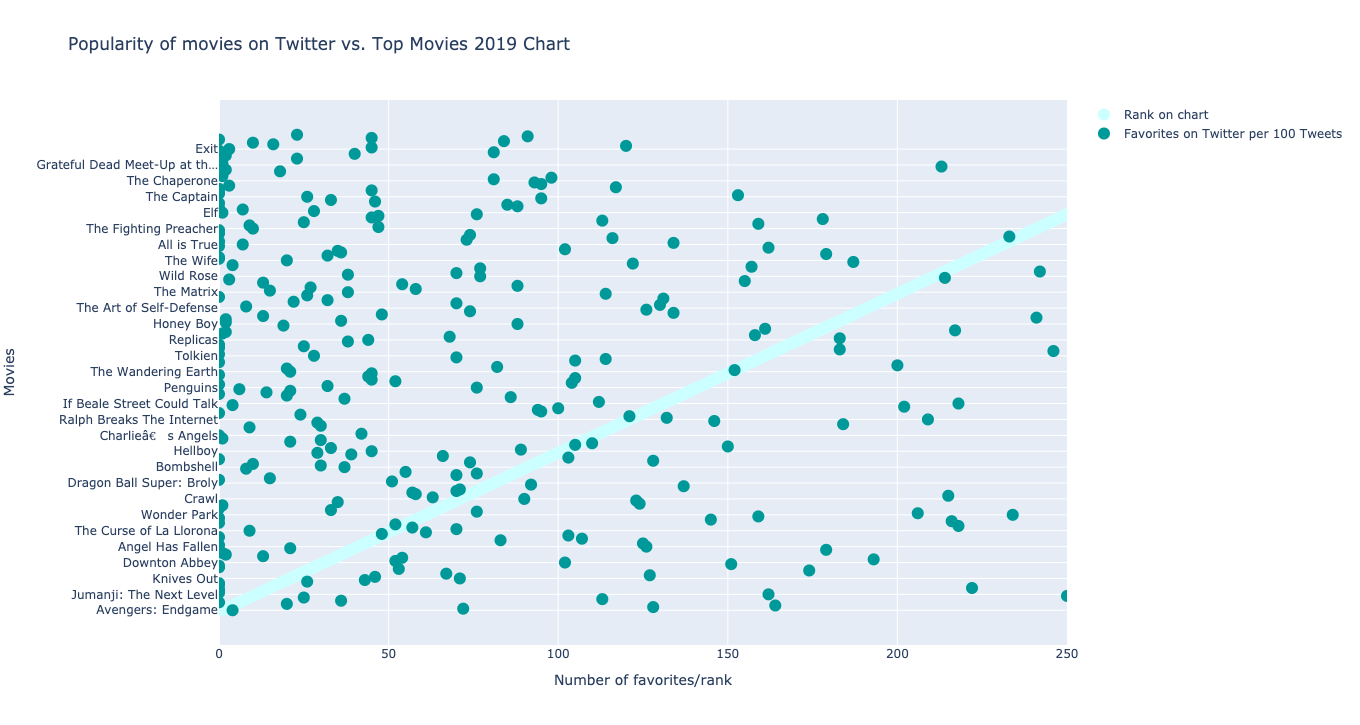 Popularity of movies on Twitter vs. Top Movies 2019 Chart
Rank on chart
Favorites on Twitter per 100 Tweets
Movies
Exit
Grateful Dead Meet-Up at th...
The Chaperone
The Captain
Elf
The Fighting Preacher
All is True
The Wife
Wild Rose
The Matrix
The Art of Self-Defense
Honey Boy
Replicas
Tolkien
The Wandering Earth
Penguins
If Beale Street Could Talk
Ralph Breaks The Internet
Charlieâ€  s Angels
Hellboy
Bombshell
Dragon Ball Super: Broly
Crawl
Wonder Park
The Curse of La Llorona
Angel Has Fallen
Downton Abbey
Knives Out
Jumanji: The Next Level
Avengers: Endgame
0 50 100 150 200 250
Number of favorites/rank